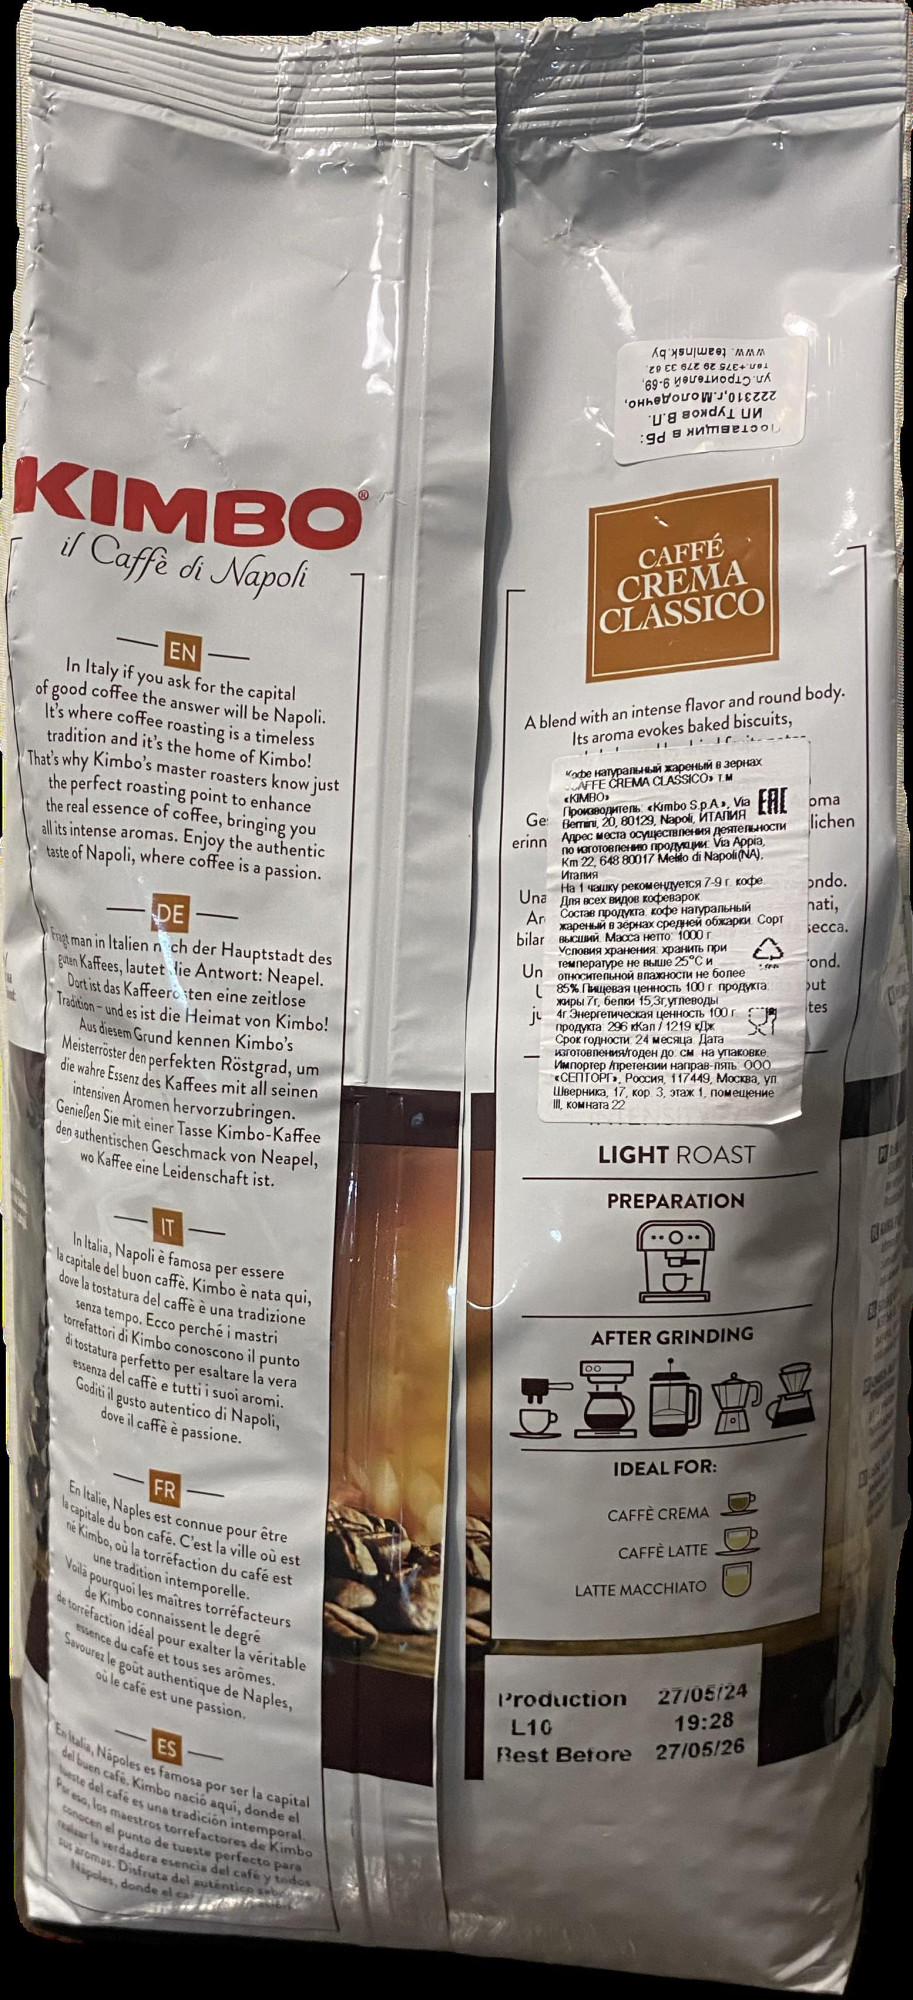 KIMBO®
il Caffè di Napoli
EN
In Italy if you ask for the capital
of good coffee the answer will be Napoli.
It's where coffee roasting is a timeless
tradition and it's the home of Kimbo!
That's why Kimbo's master roasters know just
the perfect roasting point to enhance
the real essence of coffee, bringing you
all its intense aromas. Enjoy the authentic
taste of Napoli, where coffee is a passion.
DE
Fragt man in Italien nach der Hauptstadt des
guten Kaffees, lautet die Antwort: Neapel.
Dort ist das Kaffeerösten eine zeitlose
Tradition – und es ist die Heimat von Kimbo!
Aus diesem Grund kennen Kimbo's
Meisterröster den perfekten Röstgrad, um
die wahre Essenz des Kaffees mit all seinen
intensiven Aromen hervorzubringen.
Genießen Sie mit einer Tasse Kimbo-Kaffee
den authentischen Geschmack von Neapel,
wo Kaffee eine Leidenschaft ist.
IT
In Italia, Napoli è famosa per essere
la capitale del buon caffè. Kimbo è nata qui,
dove la tostatura del caffè è una tradizione
senza tempo. Ecco perché i mastri
torrefattori di Kimbo conoscono il punto
di tostatura perfetto per esaltare la vera
essenza del caffè e tutti i suoi aromi.
Goditi il gusto autentico di Napoli,
dove il caffè è passione.
FR
En Italie, Naples est connue pour être
la capitale du bon café. C'est la ville où est
né Kimbo, où la torréfaction du café est
une tradition intemporelle.
Voilà pourquoi les maîtres torréfacteurs
de Kimbo connaissent le degré
de torréfaction idéal pour exalter la véritable
essence du café et tous ses arômes.
Savourez le goût authentique de Naples,
où le café est une passion.
ES
En Italia, Nápoles es famosa por ser la capital
del buen café. Kimbo nació aquí, donde el
tueste del café es una tradición intemporal.
Por eso, los maestros torrefactores de Kimbo
conocen el punto de tueste perfecto para
realzar la verdadera esencia del café y todos
sus aromas. Disfruta del auténtico
Nápoles, donde el
Поставщик в РБ:
ИП Турков В.Л.
222310,г.Молодечно,
ул.Строителей 9-69,
тел.+375 29 279 33 62.
www. teaminsk.by
CAFFÉ
CREMA
CLASSICO
A blend with an intense flavor and round body.
Its aroma evokes baked biscuits,
Кофе натуральный жареный в зернах
CAFFE CREMA CLASSICO» Т.М
«KIMBO»
Производитель: «Kimbo S.p.A.», Via
Bernini, 20, 80129, Napoli, ИТАЛИЯ
EAC
Адрес места осуществления деятельности
по изготовлению продукции: Via Appia,
Km 22, 648 80017 Melito di Napoli(NA),
Италия
На 1 чашку рекомендуется 7-9 г. кофе.
Для всех видов кофеварок
Состав продукта: кофе натуральный
жареный в зернах средней обжарки. Сорт
высший. Масса нетто: 1000 г
Условия хранения: хранить при
температуре не выше 25°C и
относительной влажности не более
85% Пищевая ценность 100 г продукта:
жиры 7г, белки 15,3г,углеводы
4г Энергетическая ценность 100 г
продукта: 296 кКал / 1219 кДж
Срок годности: 24 месяца. Дата
изготовления/годен до: см. на упаковке.
Импортер /претензии направ-лять: ООО
«СЕПТОРГ», Россия, 117449, Москва, ул
Шверника, 17, кор. 3, этаж 1, помещение
III, комната 22
LIGHT ROAST
PREPARATION
AFTER GRINDING
IDEAL FOR:
CAFFÈ CREMA
CAFFÈ LATTE
LATTE MACCHIATO
Production 27/05/24
L10 19:28
Best Before 27/05/26